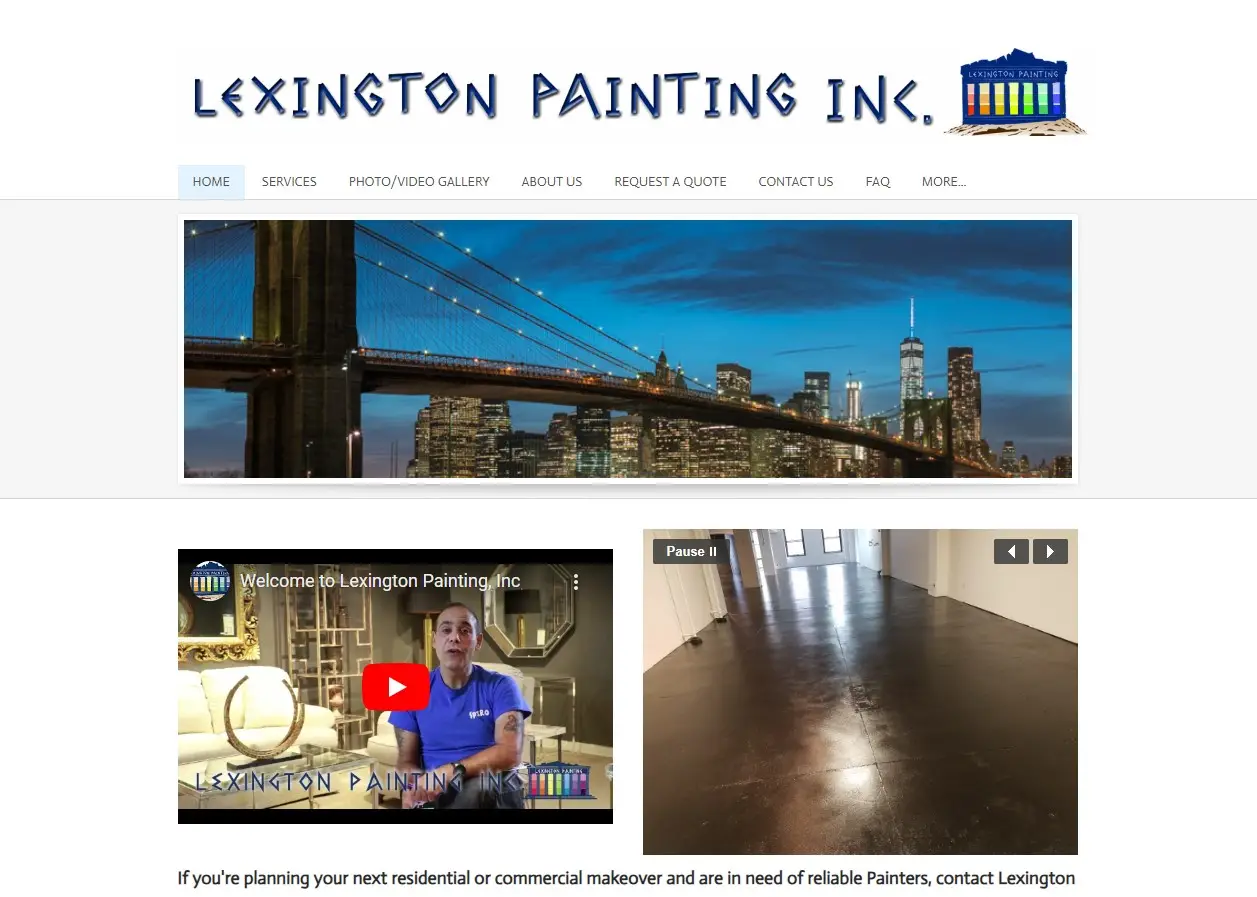 LEXINGTON PAINTING INC.
LEXINGTON PAINTING
HOME SERVICES PHOTO/VIDEO GALLERY ABOUT US REQUEST A QUOTE CONTACT US FAQ MORE...
Welcome to Lexington Painting, Inc
SPIRO
LEXINGTON PAINTING INC
LEXINGTON PAINTING
Pause
If you're planning your next residential or commercial makeover and are in need of reliable Painters, contact Lexington